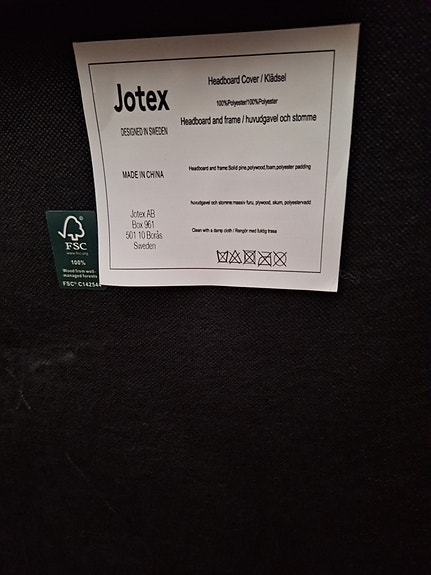 Jotex
DESIGNED IN SWEDEN
MADE IN CHINA
Jotex AB
Box 961
501 10 Borås
Sweden
Headboard Cover / Klädsel
100%Polyester/100%Polyester
Headboard and frame / huvudgavel och stomme
Headboard and frame:Solid pine,polywood,foam,polyester padding
huvudgavel och stomme:massiv furu, plywood, skum, polyestervadd
Clean with a damp cloth / Rengör med fuktig trasa
FSC
www.fsc.org
100%
Wood from well-
managed forests
FSC® C142544